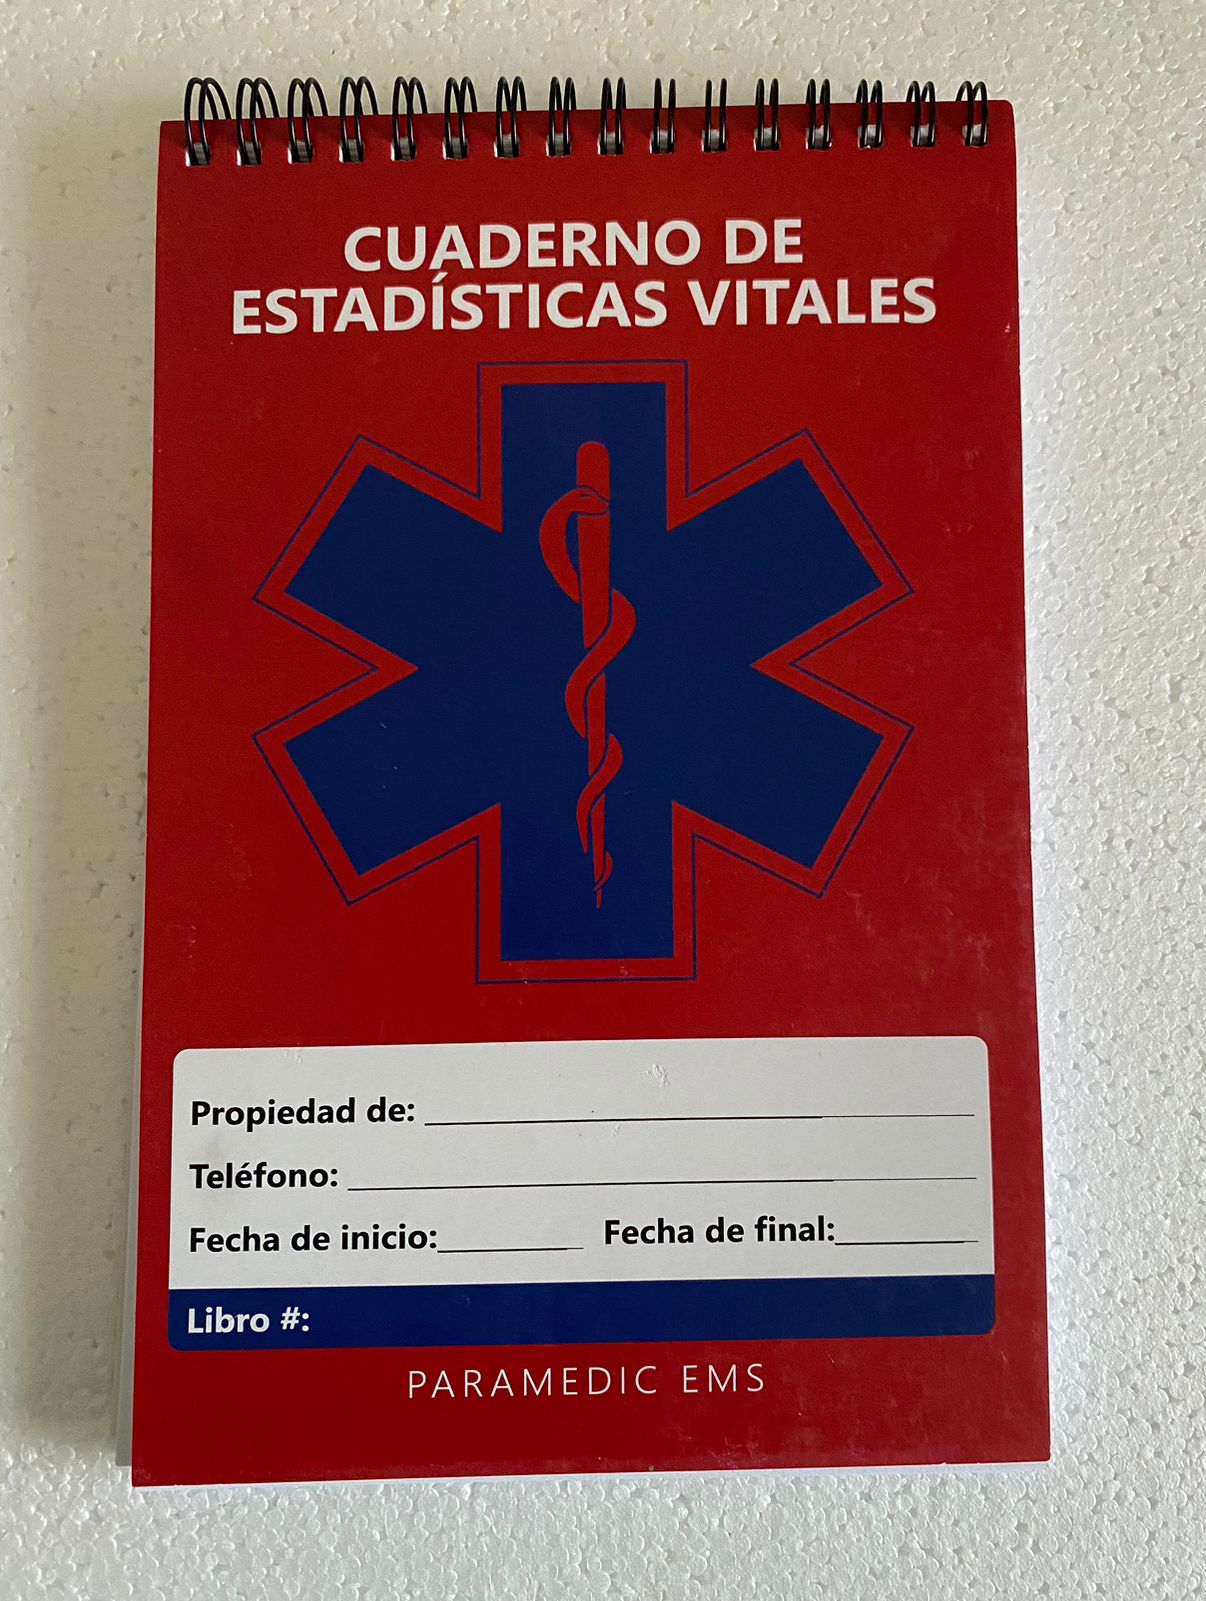 CUADERNO DE
ESTADÍSTICAS VITALES
Propiedad de:
Teléfono:
Fecha de inicio: Fecha de final:
Libro #:
PARAMEDIC EMS